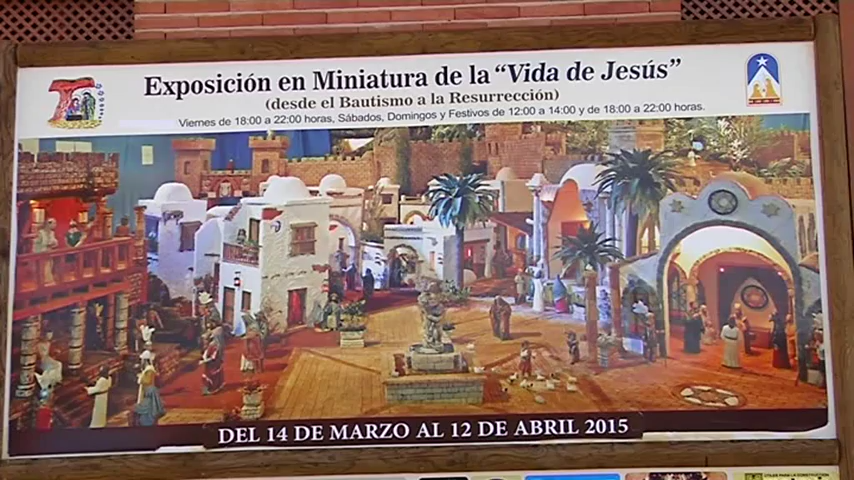 Exposición en Miniatura de la "Vida de Jesús"
(desde el Bautismo a la Resurrección)
Viernes de 18:00 a 22:00 horas, Sábados, Domingos y Festivos de 12:00 a 14:00 y de 18:00 a 22:00 horas.
DEL 14 DE MARZO AL 12 DE ABRIL 2015